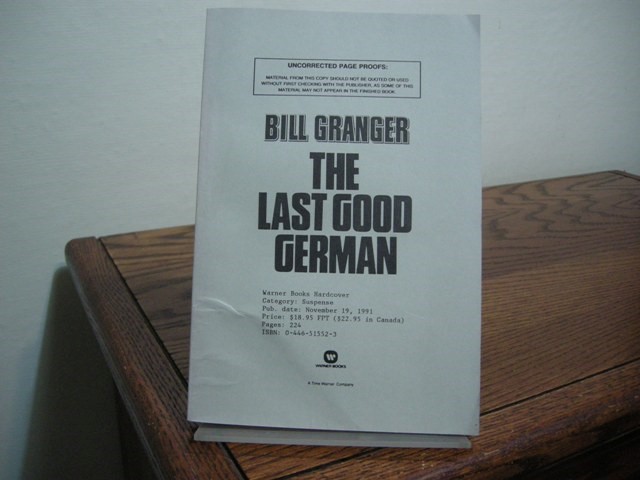 UNCORRECTED PAGE PROOFS:
MATERIAL FROM THIS COPY SHOULD NOT BE QUOTED OR USED
WITHOUT FIRST CHECKING WITH THE PUBLISHER, AS SOME OF THIS
MATERIAL MAY NOT APPEAR IN THE FINISHED BOOK.
BILL GRANGER
THE
LAST GOOD
GERMAN
Warner Books Hardcover
Category: Suspense
Pub. date: November 19, 1991
Price: $18.95 FPT ($22.95 in Canada)
Pages: 224
ISBN: 0-446-51552-3
WARNER BOOKS
A Time Warner Company